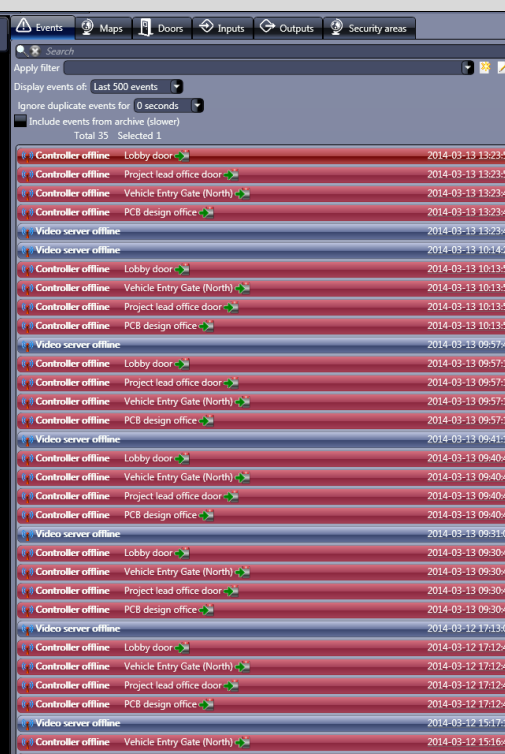 Events Maps Doors Inputs Outputs Security areas
Search
Apply filter
Display events of: Last 500 events
Ignore duplicate events for 0 seconds
Include events from archive (slower)
Total 35 Selected 1
Controller offline Lobby door 2014-03-13 13:23:
Controller offline Project lead office door 2014-03-13 13:23:
Controller offline Vehicle Entry Gate (North) 2014-03-13 13:23:
Controller offline PCB design office 2014-03-13 13:23:
Video server offline 2014-03-13 13:23:
Video server offline 2014-03-13 10:14:
Controller offline Lobby door 2014-03-13 10:13:
Controller offline Vehicle Entry Gate (North) 2014-03-13 10:13:
Controller offline Project lead office door 2014-03-13 10:13:
Controller offline PCB design office 2014-03-13 10:13:
Video server offline 2014-03-13 09:57:
Controller offline Lobby door 2014-03-13 09:57:
Controller offline Project lead office door 2014-03-13 09:57:
Controller offline Vehicle Entry Gate (North) 2014-03-13 09:57:
Controller offline PCB design office 2014-03-13 09:57:
Video server offline 2014-03-13 09:41:
Controller offline Lobby door 2014-03-13 09:40:
Controller offline Vehicle Entry Gate (North) 2014-03-13 09:40:
Controller offline Project lead office door 2014-03-13 09:40:
Controller offline PCB design office 2014-03-13 09:40:
Video server offline 2014-03-13 09:31:
Controller offline Lobby door 2014-03-13 09:30:
Controller offline Vehicle Entry Gate (North) 2014-03-13 09:30:
Controller offline Project lead office door 2014-03-13 09:30:
Controller offline PCB design office 2014-03-13 09:30:
Video server offline 2014-03-12 17:13:
Controller offline Lobby door 2014-03-12 17:12:
Controller offline Vehicle Entry Gate (North) 2014-03-12 17:12:
Controller offline Project lead office door 2014-03-12 17:12:
Controller offline PCB design office 2014-03-12 17:12:
Video server offline 2014-03-12 15:17:
Controller offline Vehicle Entry Gate (North) 2014-03-12 15:16: